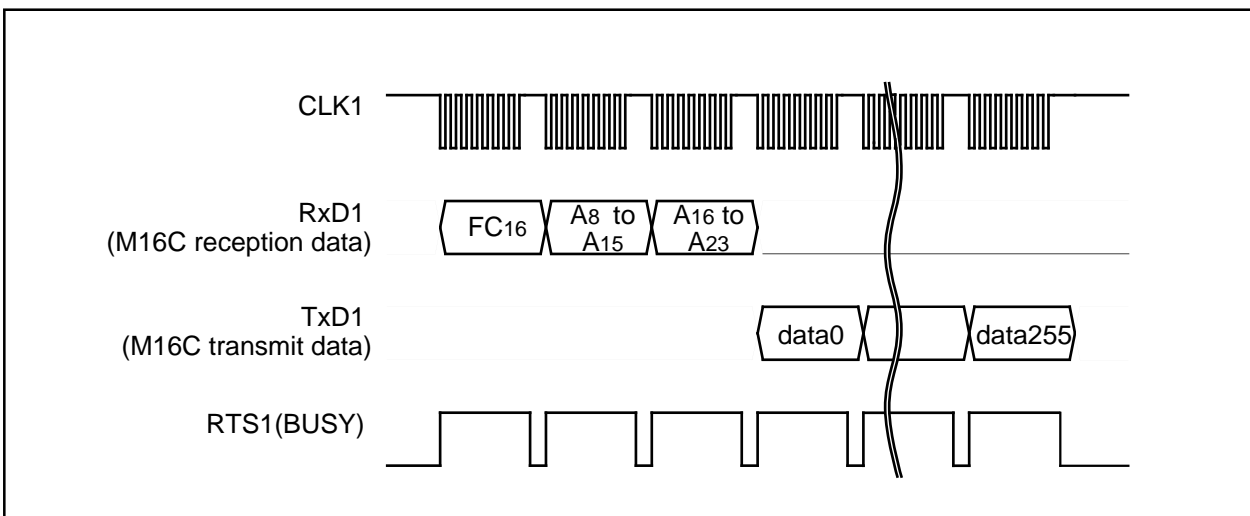 CLK1
RxD1
(M16C reception data)
FC16
A8 to
A15
A16 to
A23
TxD1
(M16C transmit data)
data0
data255
RTS1(BUSY)